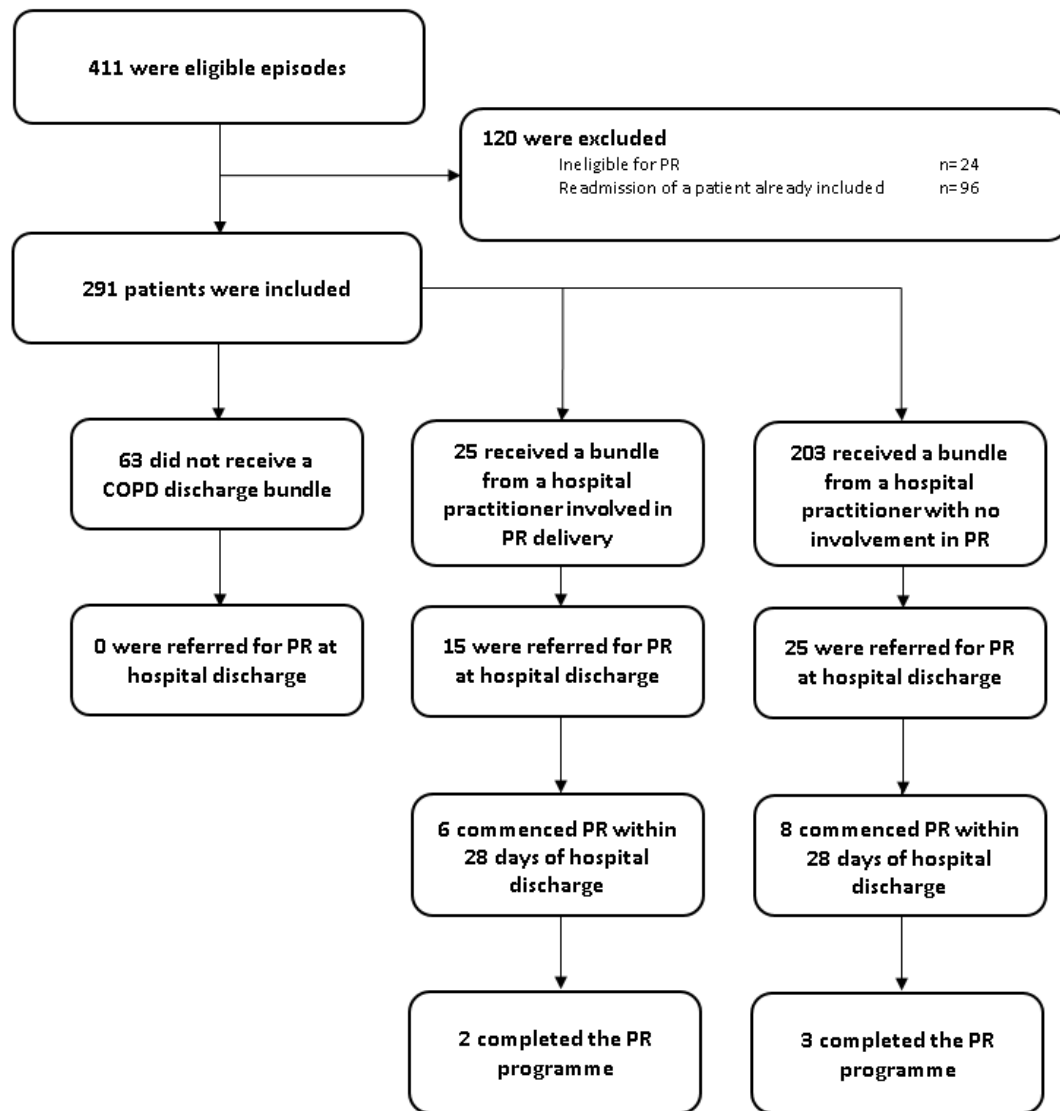 411 were eligible episodes
120 were excluded
Ineligible for PR n=24
Readmission of a patient already included n=96
291 patients were included
63 did not receive a
COPD discharge bundle
25 received a bundle
from a hospital
practitioner involved in
PR delivery
203 received a bundle
from a hospital
practitioner with no
involvement in PR
0 were referred for PR at
hospital discharge
15 were referred for PR
at hospital discharge
25 were referred for PR
at hospital discharge
6 commenced PR within
28 days of hospital
discharge
8 commenced PR within
28 days of hospital
discharge
2 completed the PR
programme
3 completed the PR
programme